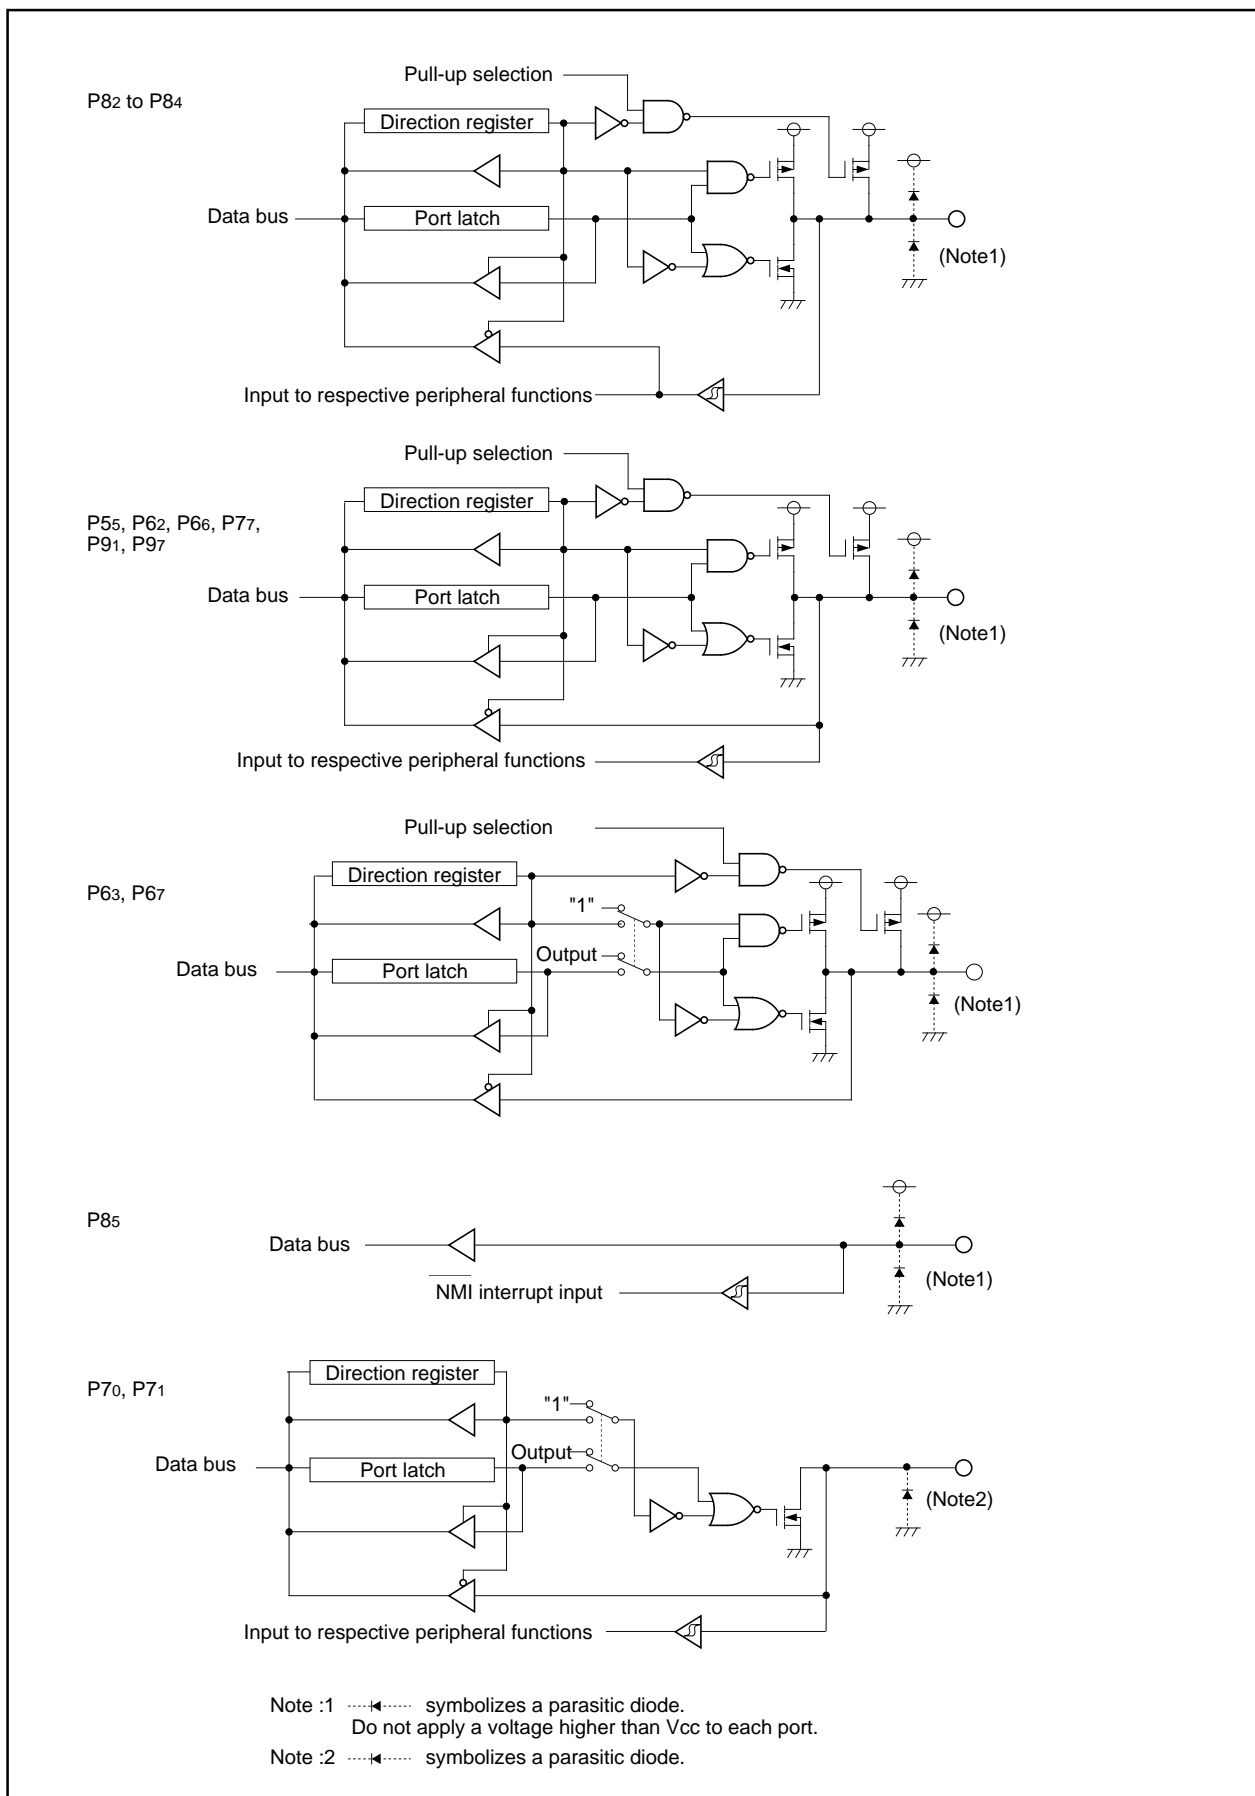 Pull-up selection
P82 to P84
Direction register
Data bus
Port latch
(Note1)
Input to respective peripheral functions
Pull-up selection
Direction register
P55, P62, P66, P77,
P91, P97
Data bus
Port latch
(Note1)
Input to respective peripheral functions
Pull-up selection
Direction register
P63, P67
"1"
Output
Data bus
Port latch
(Note1)
P85
Data bus
(Note1)
NMI interrupt input
Direction register
P70, P71
"1"
Output
Data bus
Port latch
(Note2)
Input to respective peripheral functions
Note :1 symbolizes a parasitic diode.
Do not apply a voltage higher than Vcc to each port.
Note :2 symbolizes a parasitic diode.